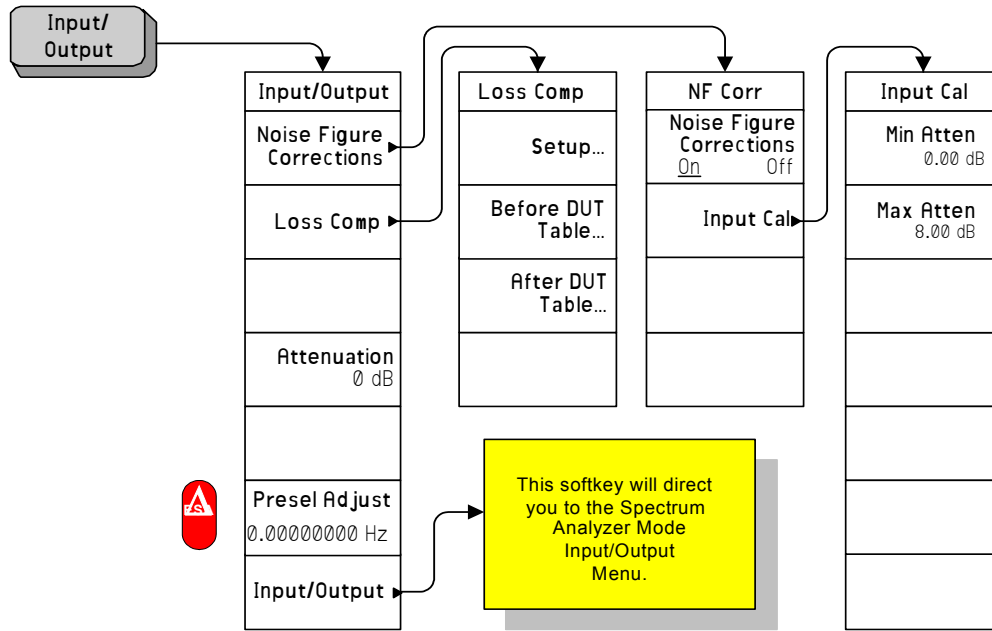 Input/
Output
Input/Output
Noise Figure
Corrections
Loss Comp
Attenuation
0 dB
Presel Adjust
0.00000000 Hz
Input/Output
Loss Comp
Setup...
Before DUT
Table...
After DUT
Table...
NF Corr
Noise Figure
Corrections
On Off
Input Cal
Input Cal
Min Atten
0.00 dB
Max Atten
8.00 dB
This softkey will direct
you to the Spectrum
Analyzer Mode
Input/Output
Menu.